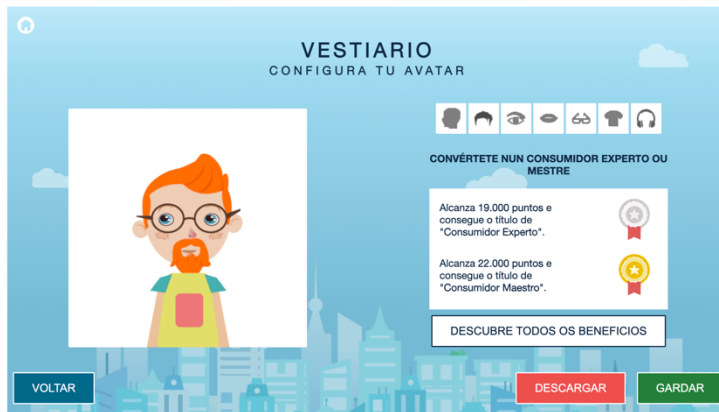 VESTIARIO
CONFIGURA TU AVATAR
CONVÉRTETE NUN CONSUMIDOR EXPERTO OU
MESTRE
Alcanza 19.000 puntos e
consegue o título de
"Consumidor Experto".
Alcanza 22.000 puntos e
consegue o título de
"Consumidor Maestro".
DESCUBRE TODOS OS BENEFICIOS
VOLTAR
DESCARGAR
GARDAR